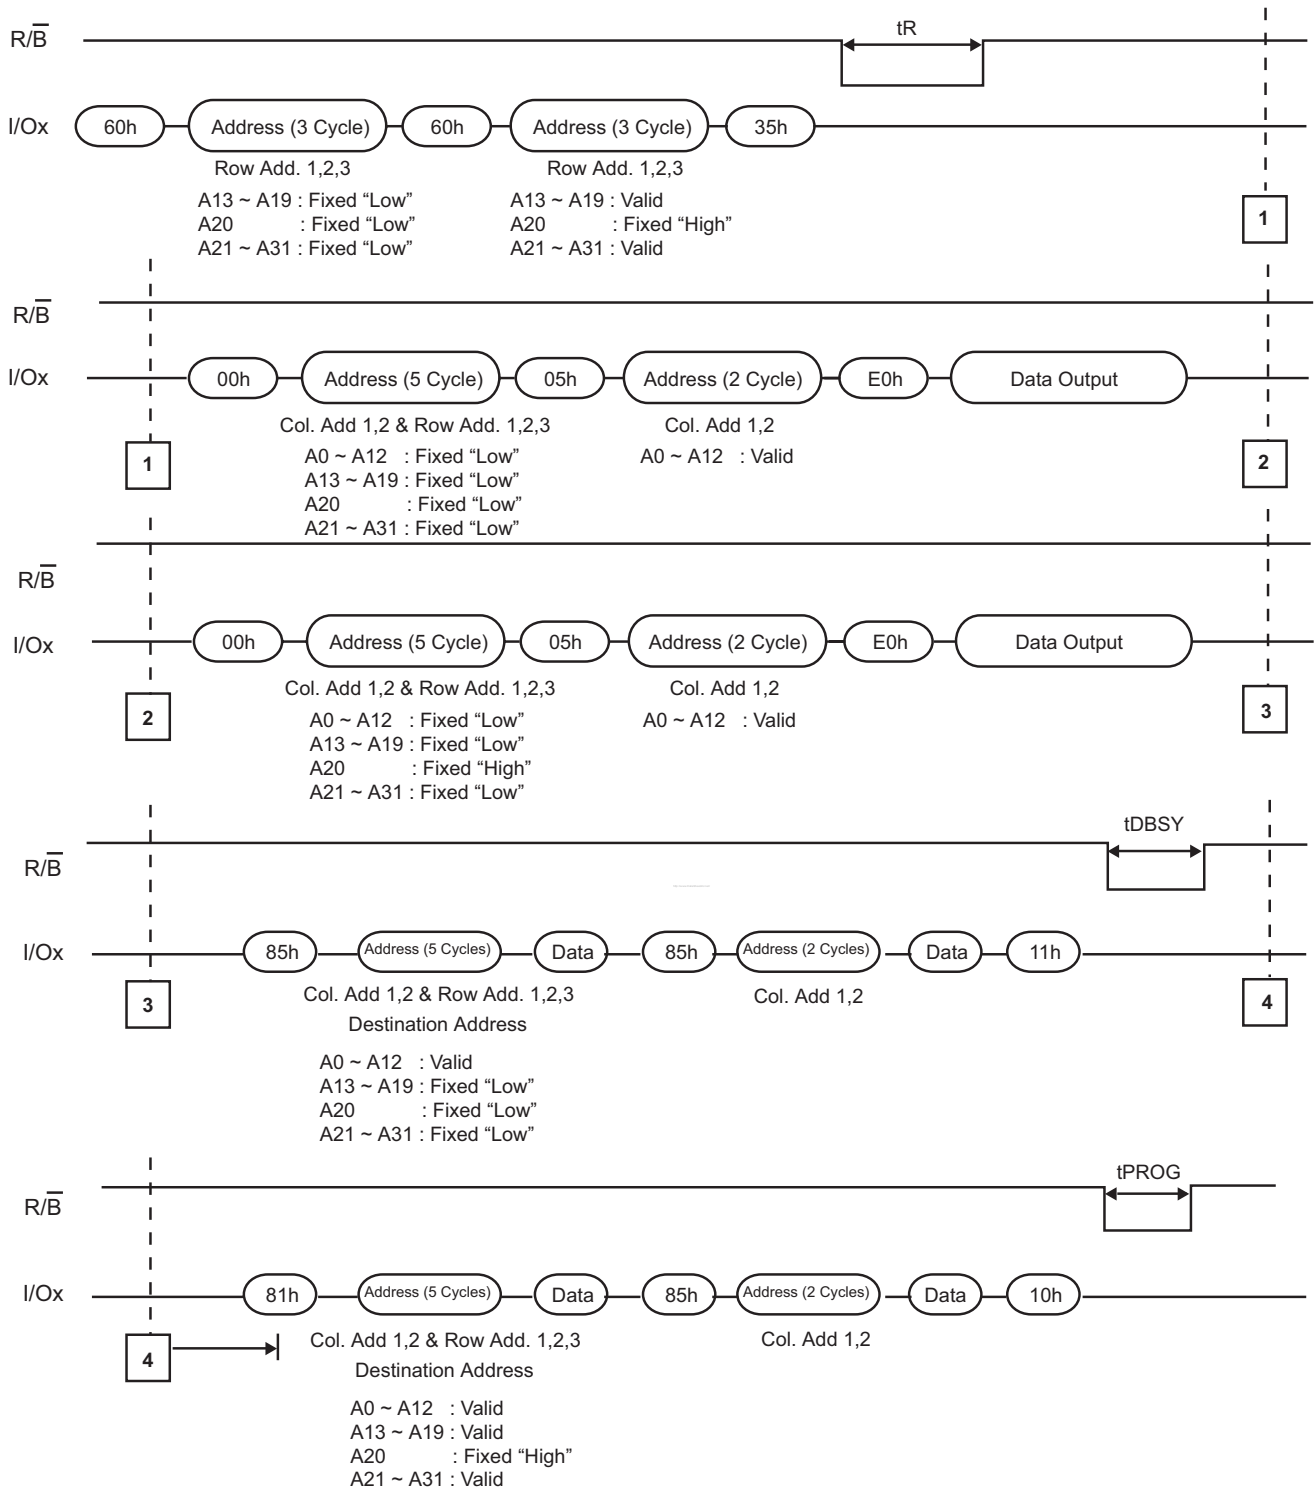 R/B
tR
I/Ox
60h Address (3 Cycle) 60h Address (3 Cycle) 35h
Row Add. 1,2,3 Row Add. 1,2,3
A13 ~ A19 : Fixed “Low” A13 ~ A19 : Valid
A20 : Fixed “Low” A20 : Fixed “High”
A21 ~ A31 : Fixed “Low” A21 ~ A31 : Valid
1
R/B
I/Ox
00h Address (5 Cycle) 05h Address (2 Cycle) E0h Data Output
Col. Add 1,2 & Row Add. 1,2,3 Col. Add 1,2
A0 ~ A12 : Fixed “Low” A0 ~ A12 : Valid
A13 ~ A19 : Fixed “Low”
A20 : Fixed “Low”
A21 ~ A31 : Fixed “Low”
1
2
R/B
I/Ox
00h Address (5 Cycle) 05h Address (2 Cycle) E0h Data Output
Col. Add 1,2 & Row Add. 1,2,3 Col. Add 1,2
A0 ~ A12 : Fixed “Low” A0 ~ A12 : Valid
A13 ~ A19 : Fixed “Low”
A20 : Fixed “High”
A21 ~ A31 : Fixed “Low”
2
3
R/B
tDBSY
I/Ox
85h Address (5 Cycles) Data 85h Address (2 Cycles) Data 11h
Col. Add 1,2 & Row Add. 1,2,3 Col. Add 1,2
Destination Address
A0 ~ A12 : Valid
A13 ~ A19 : Fixed “Low”
A20 : Fixed “Low”
A21 ~ A31 : Fixed “Low”
3
4
R/B
tPROG
I/Ox
81h Address (5 Cycles) Data 85h Address (2 Cycles) Data 10h
Col. Add 1,2 & Row Add. 1,2,3 Col. Add 1,2
Destination Address
A0 ~ A12 : Valid
A13 ~ A19 : Valid
A20 : Fixed “High”
A21 ~ A31 : Valid
4